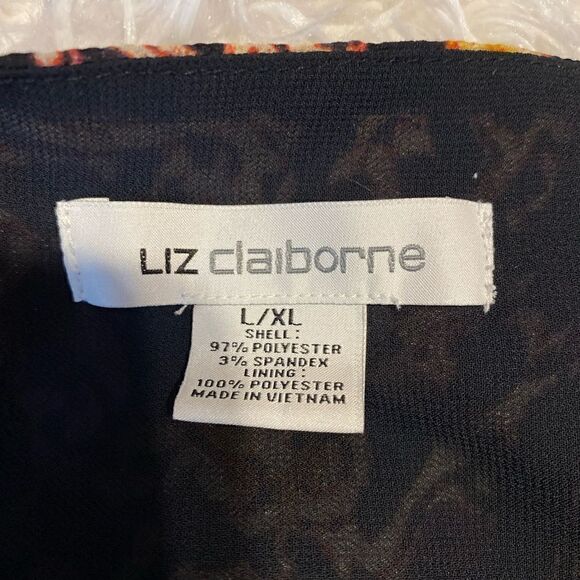 LIZ claiborne
L/XL
SHELL:
97% POLYESTER
3% SPANDEX
LINING:
100% POLYESTER
MADE IN VIETNAM